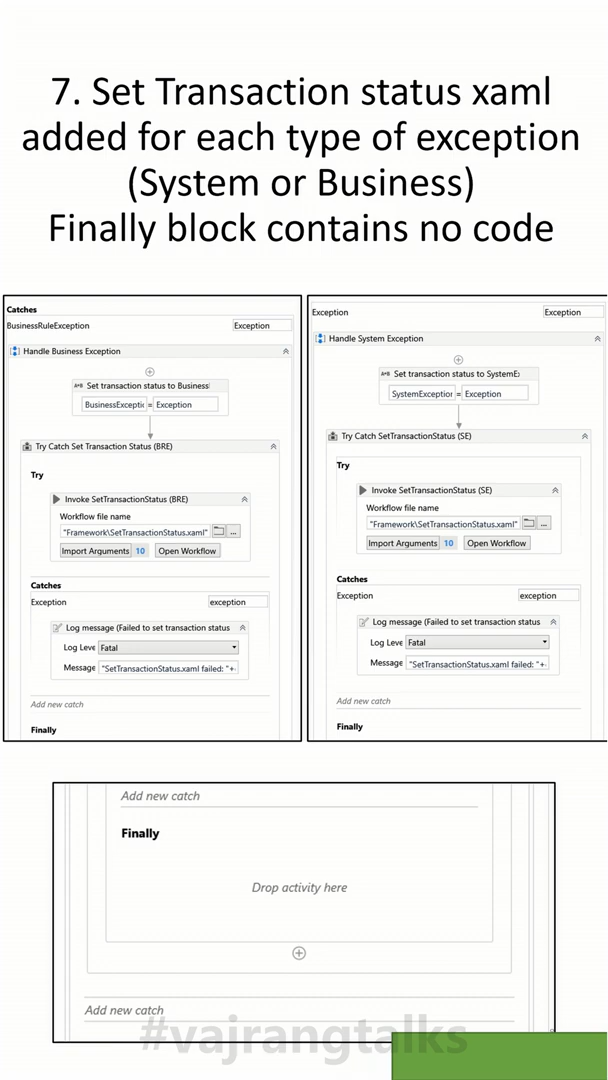 7. Set Transaction status xaml
added for each type of exception
(System or Business)
Finally block contains no code
Catches
BusinessRuleException
Exception
Handle Business Exception
A*B Set transaction status to Business
BusinessExceptic = Exception
Try Catch Set Transaction Status (BRE)
Try
Invoke SetTransactionStatus (BRE)
Workflow file name
"Framework\SetTransactionStatus.xaml"
...
Import Arguments 10 Open Workflow
Catches
Exception
exception
Log message (Failed to set transaction status
Log Leve Fatal
Message "SetTransactionStatus.xaml failed: "+
Add new catch
Finally
Exception
Exception
Handle System Exception
A*B Set transaction status to SystemE
SystemException = Exception
Try Catch SetTransactionStatus (SE)
Try
Invoke SetTransactionStatus (SE)
Workflow file name
"Framework\SetTransactionStatus.xaml"
...
Import Arguments 10 Open Workflow
Catches
Exception
exception
Log message (Failed to set transaction status
Log Leve Fatal
Message "SetTransactionStatus.xaml failed: "+
Add new catch
Finally
Add new catch
Finally
Drop activity here
Add new catch
#vajrangtalks